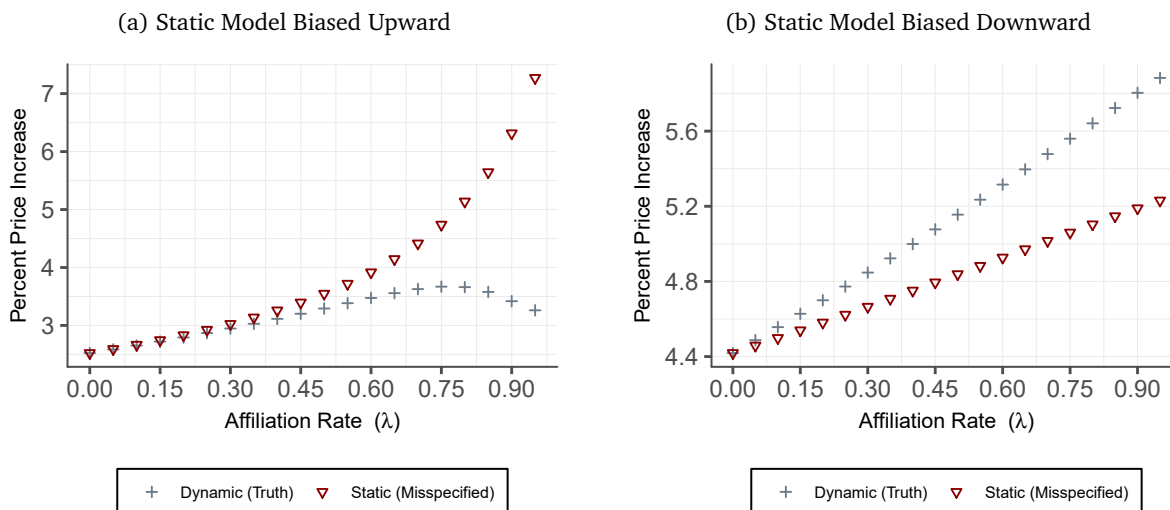 (a) Static Model Biased Upward
Percent Price Increase
7
6
5
4
3
0.00 0.15 0.30 0.45 0.60 0.75 0.90
Affiliation Rate (λ)
Dynamic (Truth) Static (Misspecified)
(b) Static Model Biased Downward
Percent Price Increase
5.6
5.2
4.8
4.4
0.00 0.15 0.30 0.45 0.60 0.75 0.90
Affiliation Rate (λ)
Dynamic (Truth) Static (Misspecified)